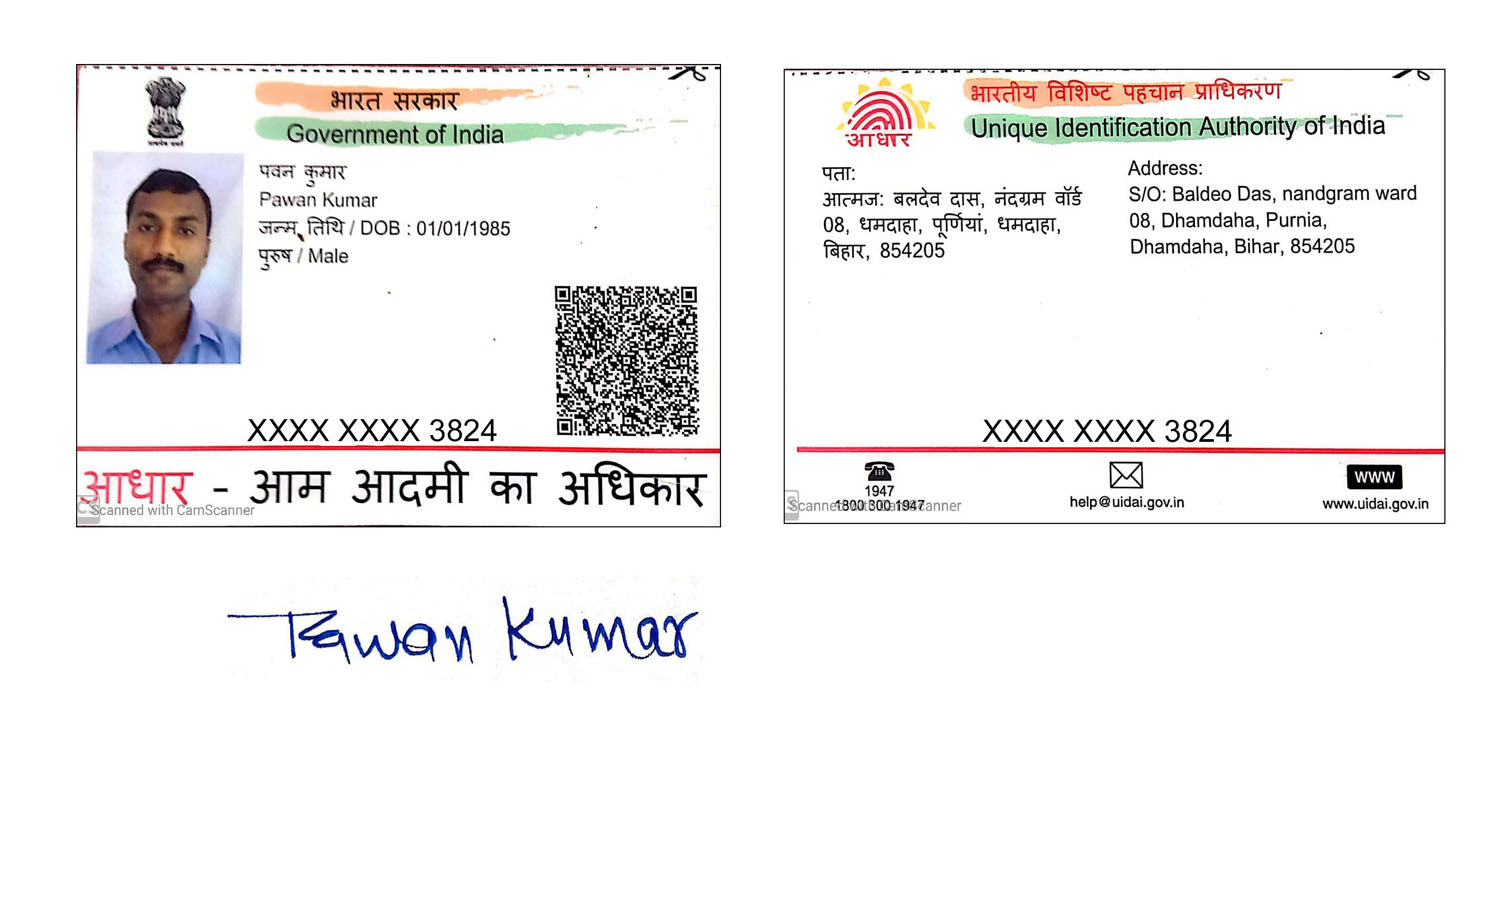 भारत सरकार
Government of India
पवन कुमार
Pawan Kumar
जन्म तिथि / DOB : 01/01/1985
पुरुष / Male
XXXX XXXX 3824
आधार - आम आदमी का अधिकार
Scanned with CamScanner
भारतीय विशिष्ट पहचान प्राधिकरण
Unique Identification Authority of India
आधार
पता:
आत्मज: बलदेव दास, नंदग्रम वॉर्ड
08, धमदाहा, पूर्णियां, धमदाहा,
बिहार, 854205
Address:
S/O: Baldeo Das, nandgram ward
08, Dhamdaha, Purnia,
Dhamdaha, Bihar, 854205
XXXX XXXX 3824
1947
1800 300 1947
Scanned with CamScanner
help@uidai.gov.in
www
www.uidai.gov.in
Pawan Kumar